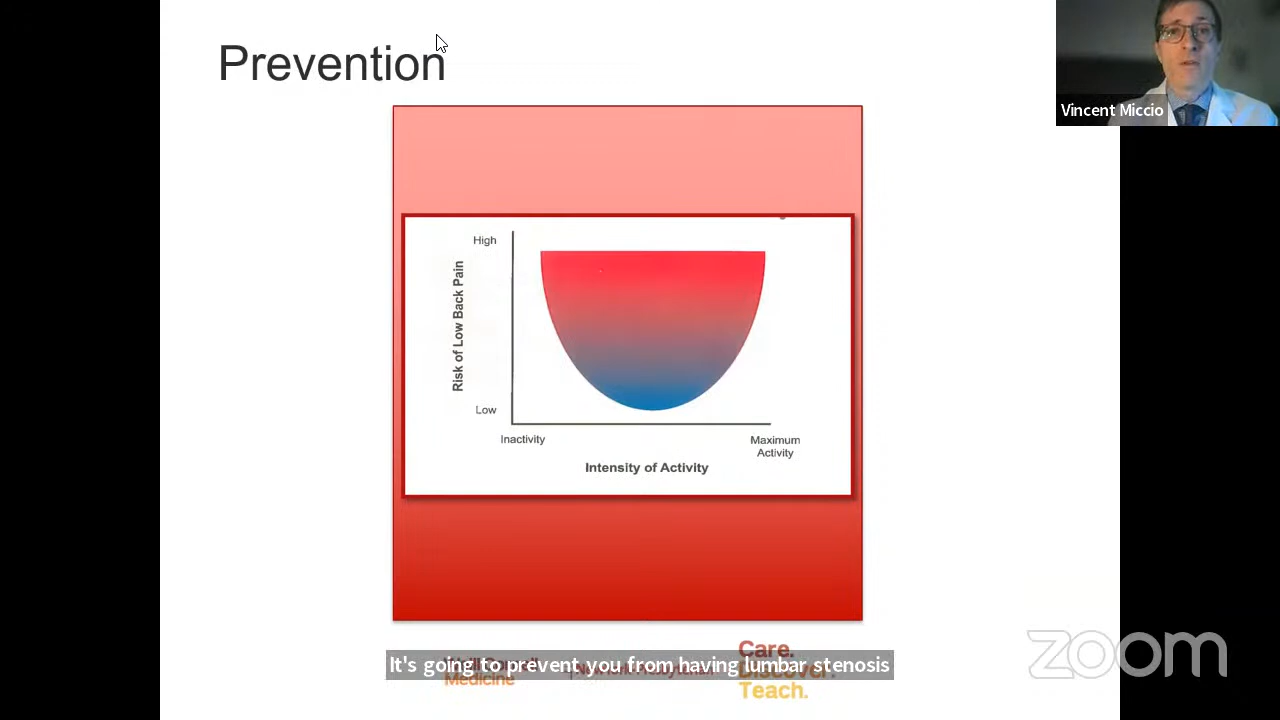 Prevention
Vincent Miccio
High
Risk of Low Back Pain
Low
Inactivity
Maximum
Activity
Intensity of Activity
Care.
It's going to prevent you from having lumbar stenosis
Medicine
Teach.
zoom